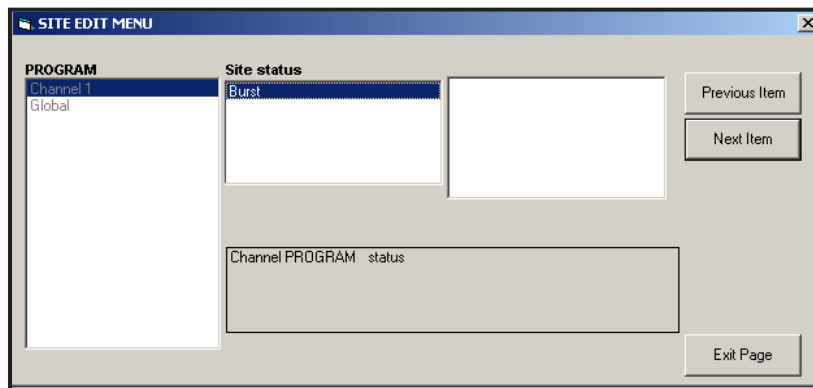 SITE EDIT MENU
PROGRAM
Channel 1
Global
Site status
Burst
Channel PROGRAM status
Previous Item
Next Item
Exit Page